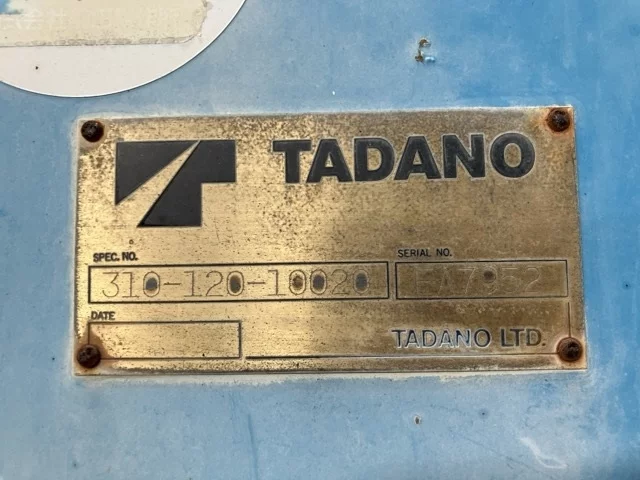 TADANO
SPEC. NO.
SERIAL NO.
310-120-10020
DATE
TADANO LTD.